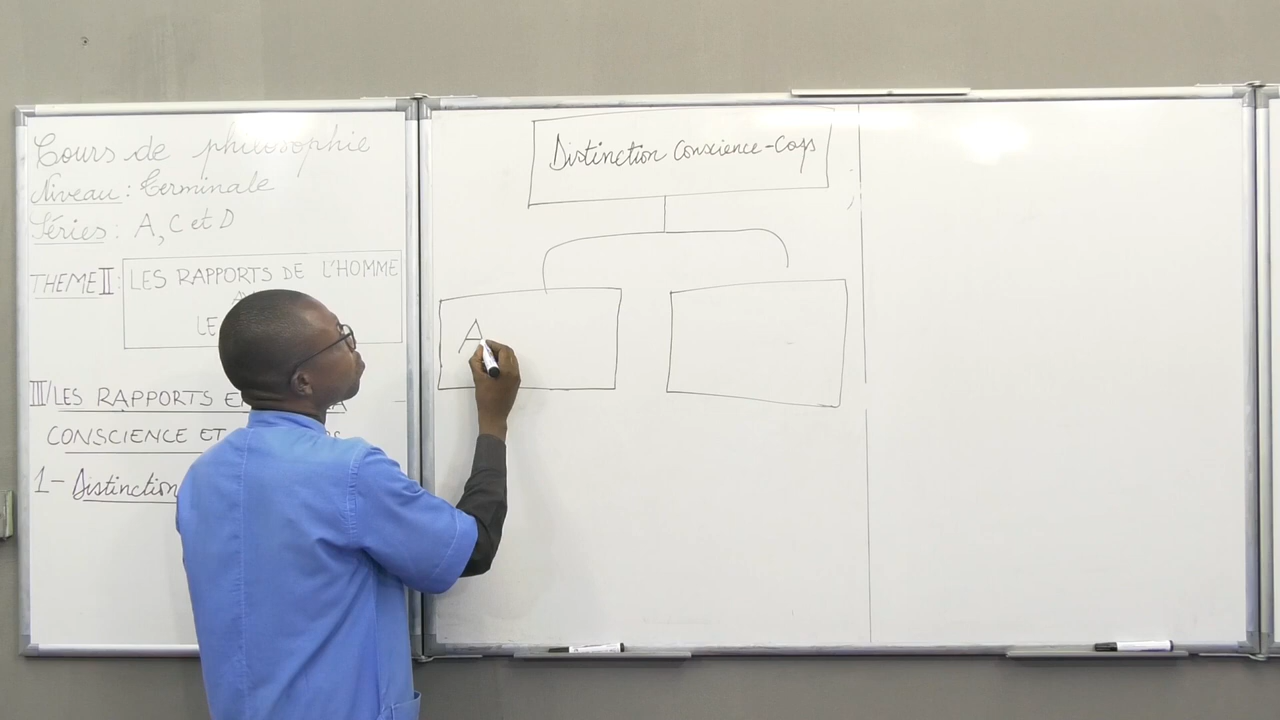 Cours de philosophie
Niveau : Terminale
Séries : A, C et D
THEME II : LES RAPPORTS DE L'HOMME
LE
III/LES RAPPORTS
CONSCIENCE ET
1- Distinction
Distinction Conscience-Corps
A